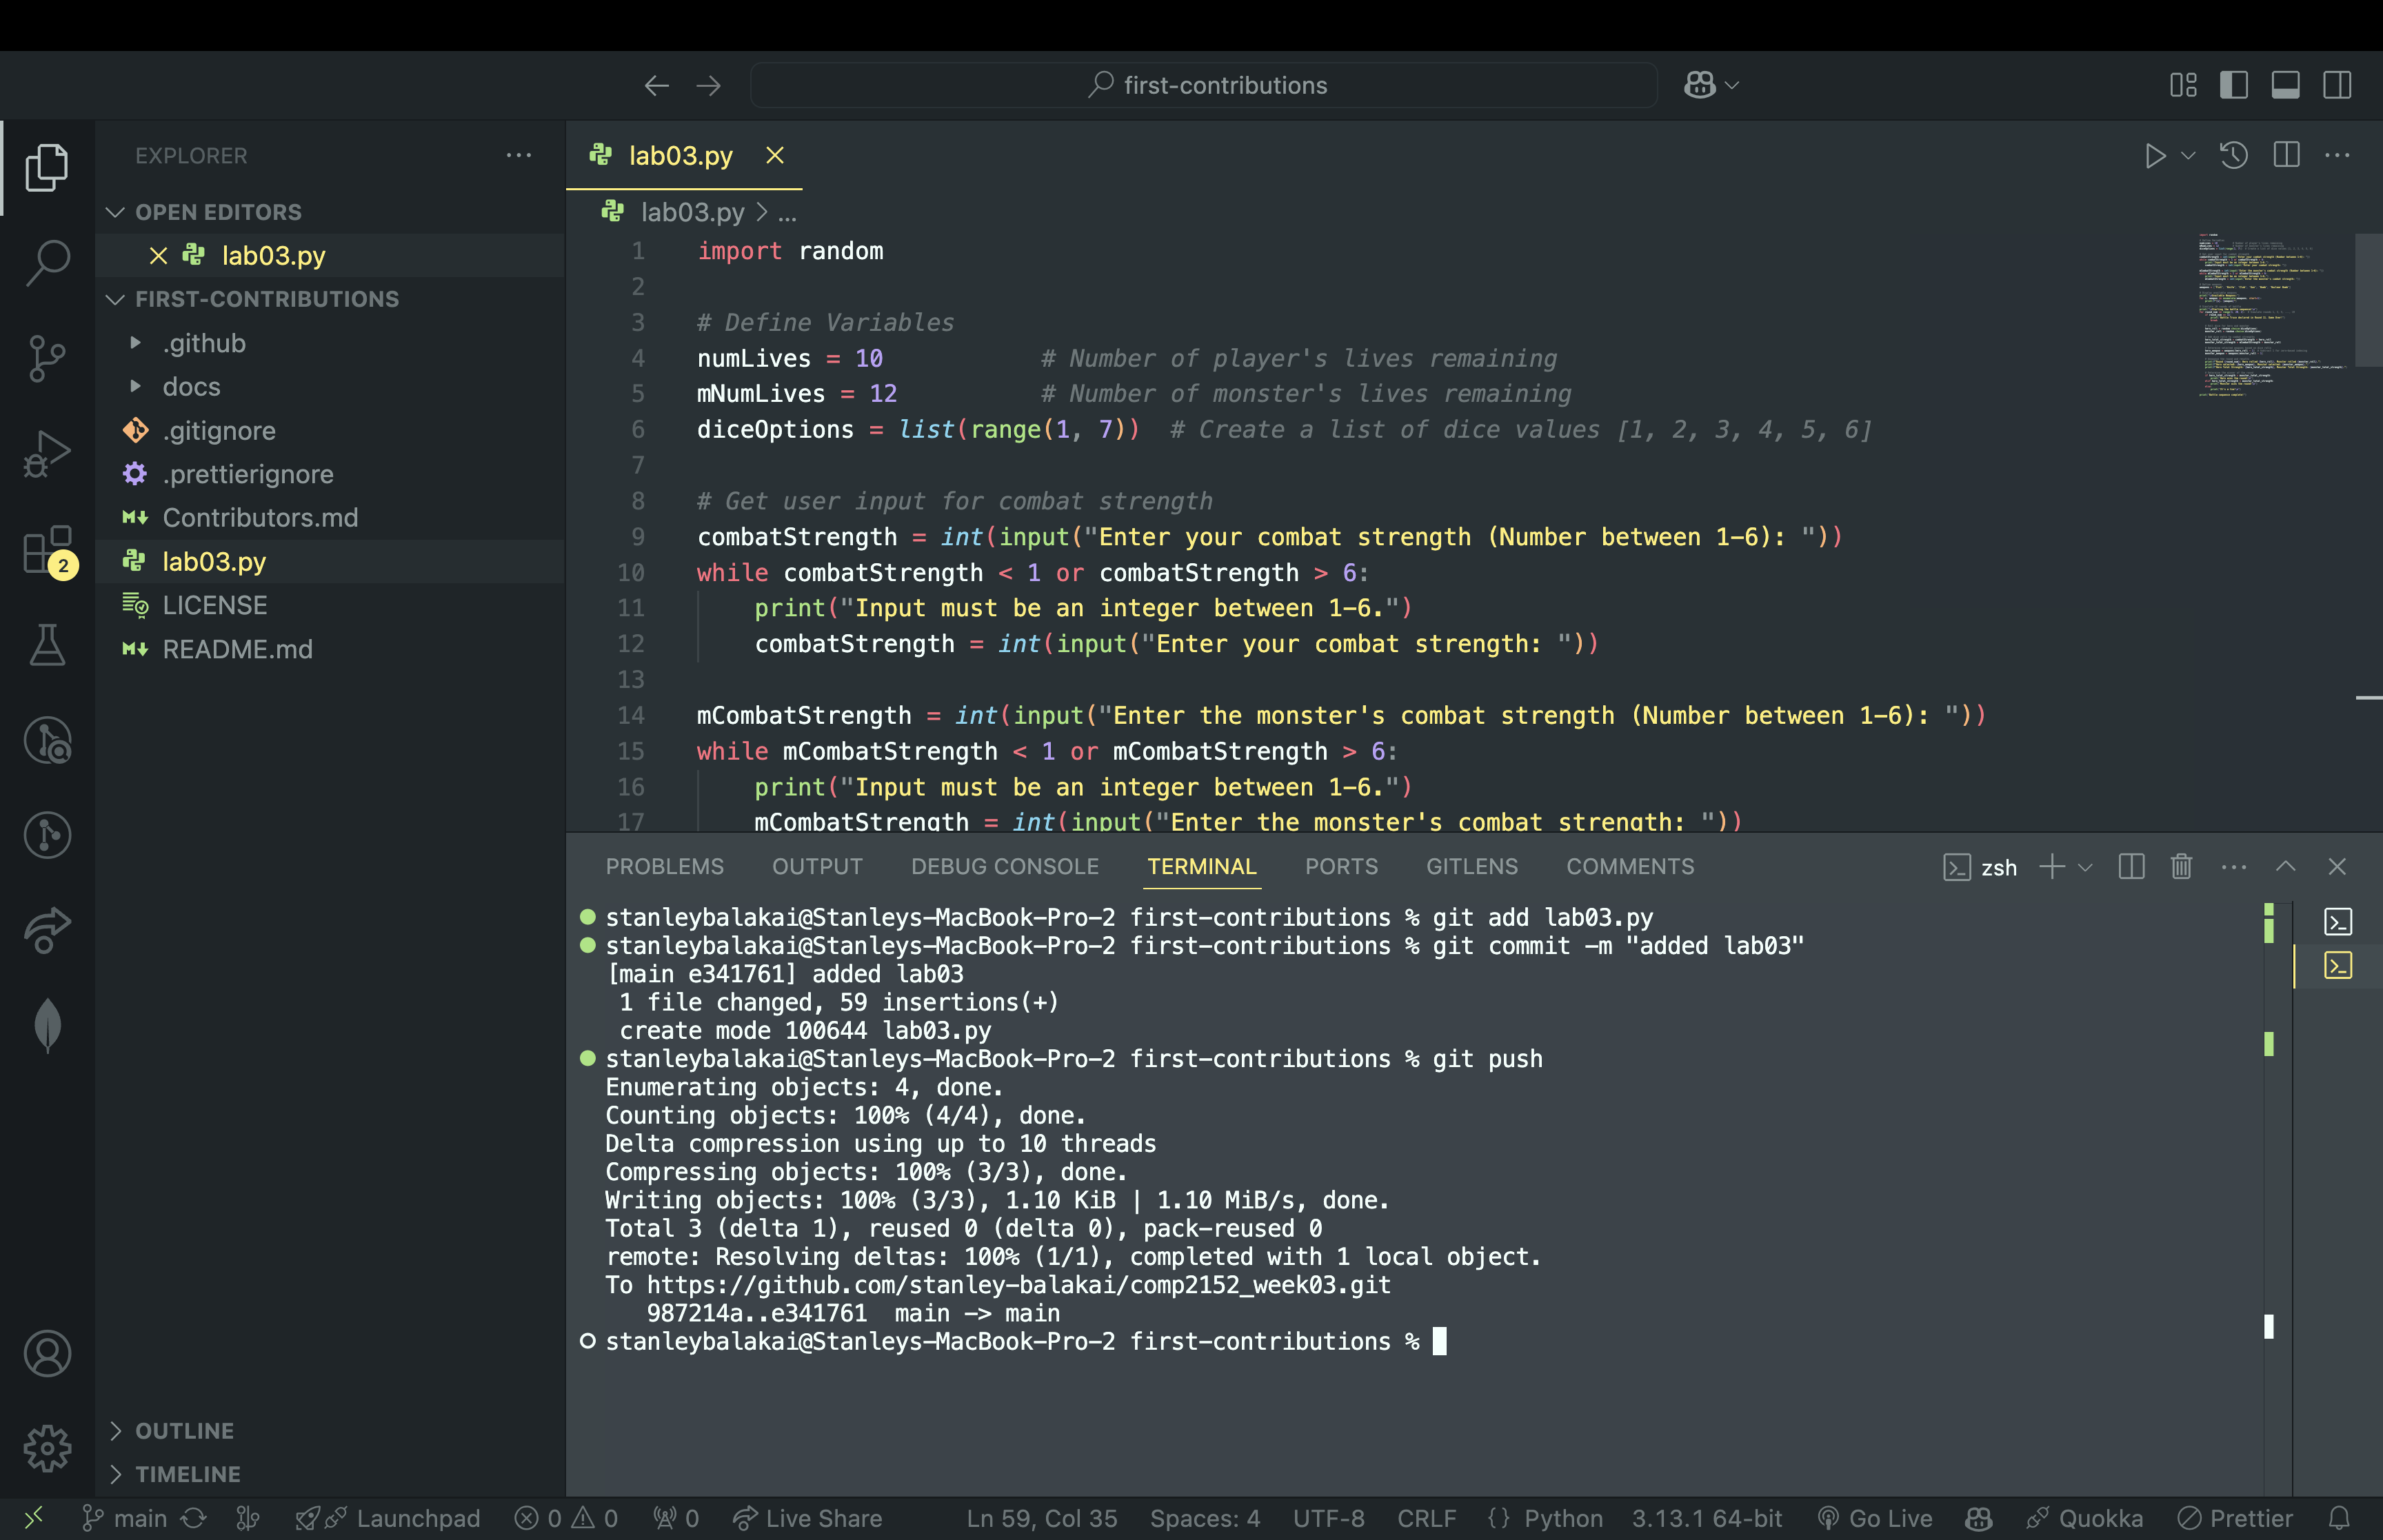 first-contributions
EXPLORER
OPEN EDITORS
lab03.py
FIRST-CONTRIBUTIONS
.github
docs
.gitignore
.prettierignore
Contributors.md
lab03.py
LICENSE
README.md
2
OUTLINE
TIMELINE
lab03.py
lab03.py > ...
1 import random
2
3 # Define Variables
4 numLives = 10 # Number of player's lives remaining
5 mNumLives = 12 # Number of monster's lives remaining
6 diceOptions = list(range(1, 7)) # Create a list of dice values [1, 2, 3, 4, 5, 6]
7
8 # Get user input for combat strength
9 combatStrength = int(input("Enter your combat strength (Number between 1-6): "))
10 while combatStrength < 1 or combatStrength > 6:
11 print("Input must be an integer between 1-6.")
12 combatStrength = int(input("Enter your combat strength: "))
13
14 mCombatStrength = int(input("Enter the monster's combat strength (Number between 1-6): "))
15 while mCombatStrength < 1 or mCombatStrength > 6:
16 print("Input must be an integer between 1-6.")
17 mCombatStrength = int(input("Enter the monster's combat strength: "))
PROBLEMS OUTPUT DEBUG CONSOLE TERMINAL PORTS GITLENS COMMENTS zsh
stanleybalakai@Stanleys-MacBook-Pro-2 first-contributions % git add lab03.py
stanleybalakai@Stanleys-MacBook-Pro-2 first-contributions % git commit -m "added lab03"
[main e341761] added lab03
1 file changed, 59 insertions(+)
create mode 100644 lab03.py
stanleybalakai@Stanleys-MacBook-Pro-2 first-contributions % git push
Enumerating objects: 4, done.
Counting objects: 100% (4/4), done.
Delta compression using up to 10 threads
Compressing objects: 100% (3/3), done.
Writing objects: 100% (3/3), 1.10 KiB | 1.10 MiB/s, done.
Total 3 (delta 1), reused 0 (delta 0), pack-reused 0
remote: Resolving deltas: 100% (1/1), completed with 1 local object.
To https://github.com/stanley-balakai/comp2152_week03.git
987214a..e341761 main -> main
stanleybalakai@Stanleys-MacBook-Pro-2 first-contributions %
main Launchpad 0 0 0 Live Share Ln 59, Col 35 Spaces: 4 UTF-8 CRLF {} Python 3.13.1 64-bit Go Live Quokka Prettier